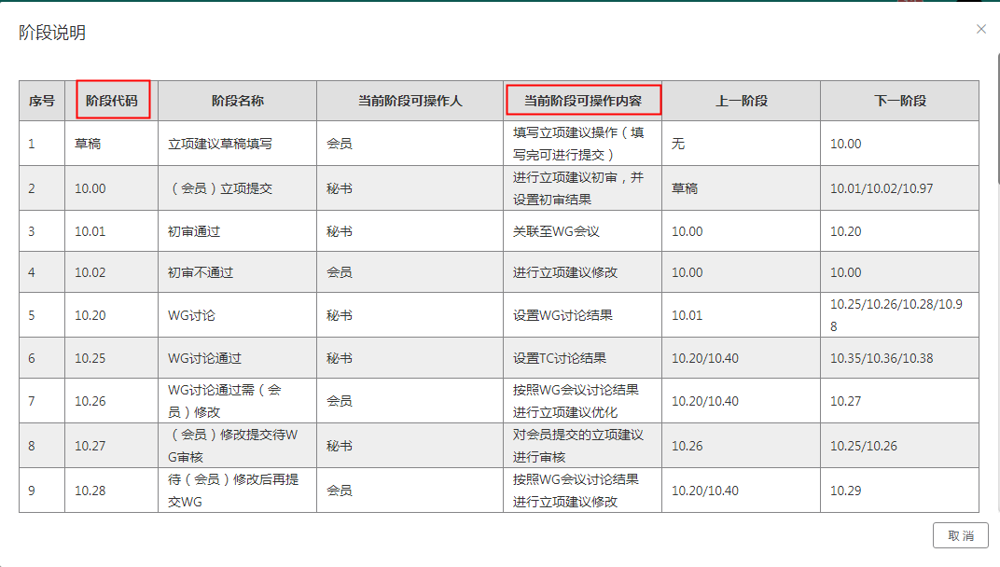 阶段说明
序号 阶段代码 阶段名称 当前阶段可操作人 当前阶段可操作内容 上一阶段 下一阶段
1 草稿 立项建议草稿填写 会员 填写立项建议操作（填 无 10.00
写完可进行提交）
2 10.00 （会员）立项提交 秘书 进行立项建议初审，并 草稿 10.01/10.02/10.97
设置初审结果
3 10.01 初审通过 秘书 关联至WG会议 10.00 10.20
4 10.02 初审不通过 会员 进行立项建议修改 10.00 10.00
5 10.20 WG讨论 秘书 设置WG讨论结果 10.01 10.25/10.26/10.28/10.9
8
6 10.25 WG讨论通过 秘书 设置TC讨论结果 10.20/10.40 10.35/10.36/10.38
7 10.26 WG讨论通过需（会 会员 按照WG会议讨论结果 10.20/10.40 10.27
员）修改 进行立项建议优化
8 10.27 （会员）修改提交待W 秘书 对会员提交的立项建议 10.26 10.25/10.26
G审核 进行审核
9 10.28 待（会员）修改后再提 会员 按照WG会议讨论结果 10.20/10.40 10.29
交WG 进行立项建议修改
取消